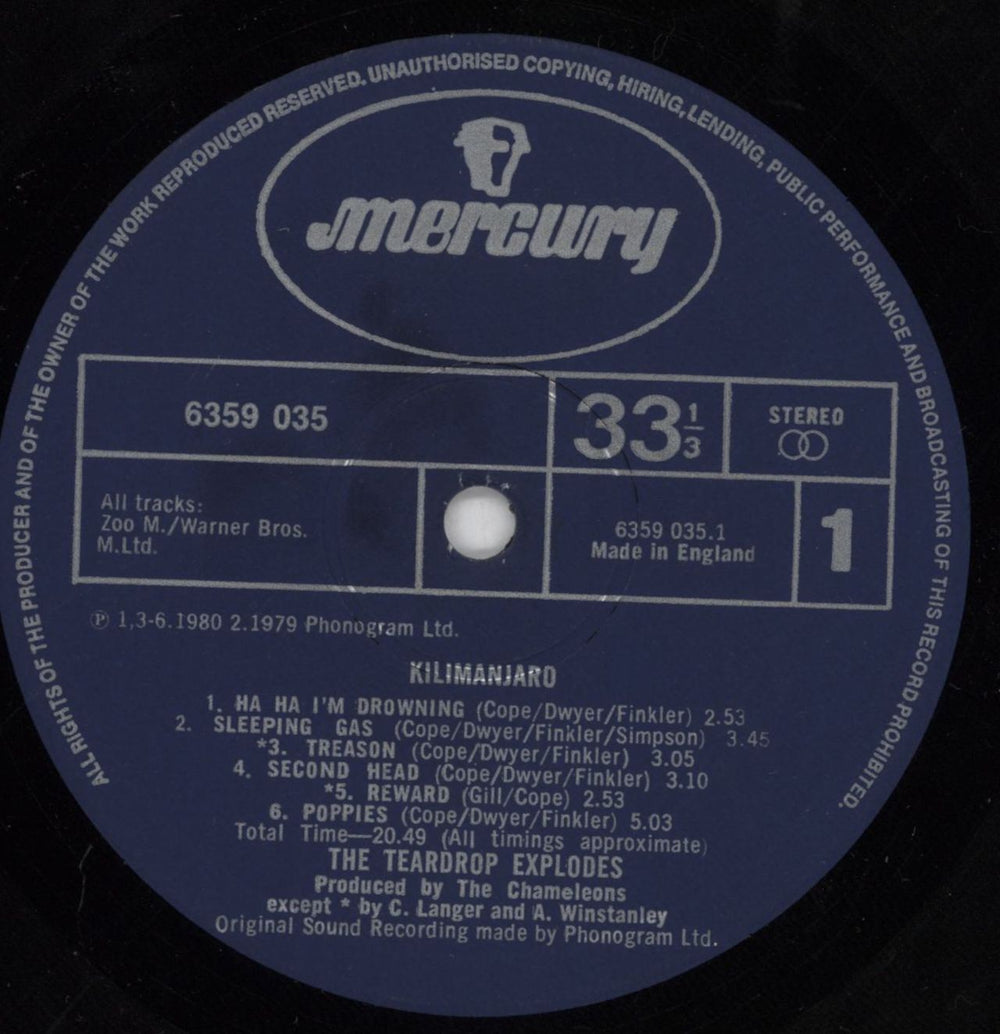 ALL RIGHTS OF THE PRODUCER AND OF THE OWNER OF THE WORK REPRODUCED RESERVED. UNAUTHORISED COPYING, HIRING, LENDING, PUBLIC PERFORMANCE AND BROADCASTING OF THIS RECORD PROHIBITED.
mercury
6359 035
33 1/3
STEREO
All tracks:
Zoo M./Warner Bros.
M.Ltd.
6359 035.1
Made in England
1
℗ 1,3-6.1980 2.1979 Phonogram Ltd.
KILIMANJARO
1. HA HA I'M DROWNING (Cope/Dwyer/Finkler) 2.53
2. SLEEPING GAS (Cope/Dwyer/Finkler/Simpson) 3.45
*3. TREASON (Cope/Dwyer/Finkler) 3.05
4. SECOND HEAD (Cope/Dwyer/Finkler) 3.10
*5. REWARD (Gill/Cope) 2.53
6. POPPIES (Cope/Dwyer/Finkler) 5.03
Total Time—20.49 (All timings approximate)
THE TEARDROP EXPLODES
Produced by The Chameleons
except * by C. Langer and A. Winstanley
Original Sound Recording made by Phonogram Ltd.